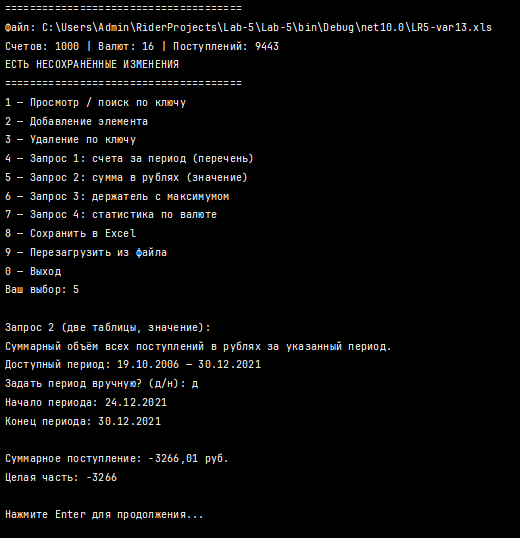 ======================================
Файл: C:\Users\Admin\RiderProjects\Lab-5\Lab-5\bin\Debug\net10.0\LR5-var13.xls
Счетов: 1000 | Валют: 16 | Поступлений: 9443
ЕСТЬ НЕСОХРАНЁННЫЕ ИЗМЕНЕНИЯ
======================================
1 — Просмотр / поиск по ключу
2 — Добавление элемента
3 — Удаление по ключу
4 — Запрос 1: счета за период (перечень)
5 — Запрос 2: сумма в рублях (значение)
6 — Запрос 3: держатель с максимумом
7 — Запрос 4: статистика по валюте
8 — Сохранить в Excel
9 — Перезагрузить из файла
0 — Выход
Ваш выбор: 5
Запрос 2 (две таблицы, значение):
Суммарный объём всех поступлений в рублях за указанный период.
Доступный период: 19.10.2006 — 30.12.2021
Задать период вручную? (д/н): д
Начало периода: 24.12.2021
Конец периода: 30.12.2021
Суммарное поступление: -3266,01 руб.
Целая часть: -3266
Нажмите Enter для продолжения...